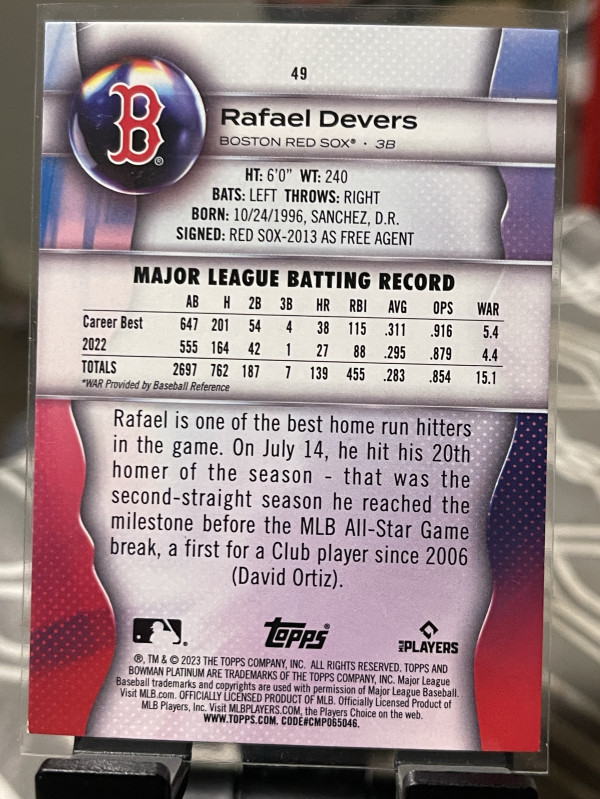 49
B®
Rafael Devers
BOSTON RED SOX® · 3B
HT: 6'0" WT: 240
BATS: LEFT THROWS: RIGHT
BORN: 10/24/1996, SANCHEZ, D.R.
SIGNED: RED SOX-2013 AS FREE AGENT
MAJOR LEAGUE BATTING RECORD
AB H 2B 3B HR RBI AVG OPS WAR
Career Best 647 201 54 4 38 115 .311 .916 5.4
2022 555 164 42 1 27 88 .295 .879 4.4
TOTALS 2697 762 187 7 139 455 .283 .854 15.1
*WAR Provided by Baseball Reference
Rafael is one of the best home run hitters
in the game. On July 14, he hit his 20th
homer of the season - that was the
second-straight season he reached the
milestone before the MLB All-Star Game
break, a first for a Club player since 2006
(David Ortiz).
Topps® MLB PLAYERS
®, TM & © 2023 THE TOPPS COMPANY, INC. ALL RIGHTS RESERVED. TOPPS AND
BOWMAN PLATINUM ARE TRADEMARKS OF THE TOPPS COMPANY, INC. Major League
Baseball trademarks and copyrights are used with permission of Major League Baseball.
Visit MLB.com. OFFICIALLY LICENSED PRODUCT OF MLB. Officially Licensed Product of
MLB Players, Inc. Visit MLBPLAYERS.com, the Players Choice on the web.
WWW.TOPPS.COM. CODE#CMP065046.